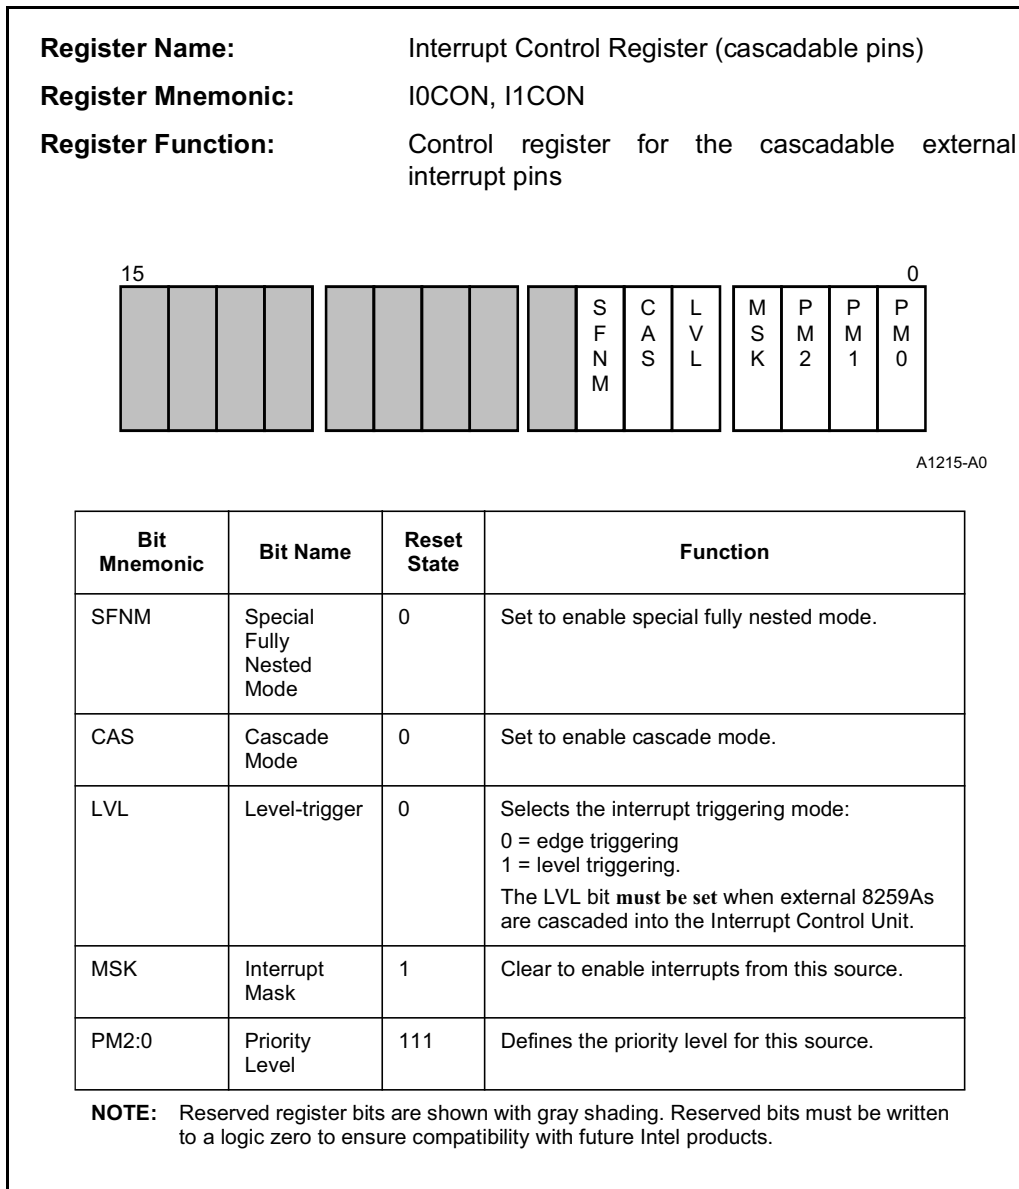 Register Name: Interrupt Control Register (cascadable pins)
Register Mnemonic: I0CON, I1CON
Register Function: Control register for the cascadable external
interrupt pins
15 0
S C L M P P P
F A V S M M M
N S L K 2 1 0
M
A1215-A0
Bit Mnemonic Bit Name Reset State Function
SFNM Special Fully Nested Mode 0 Set to enable special fully nested mode.
CAS Cascade Mode 0 Set to enable cascade mode.
LVL Level-trigger 0 Selects the interrupt triggering mode:
0 = edge triggering
1 = level triggering.
The LVL bit must be set when external 8259As
are cascaded into the Interrupt Control Unit.
MSK Interrupt Mask 1 Clear to enable interrupts from this source.
PM2:0 Priority Level 111 Defines the priority level for this source.
NOTE: Reserved register bits are shown with gray shading. Reserved bits must be written
to a logic zero to ensure compatibility with future Intel products.